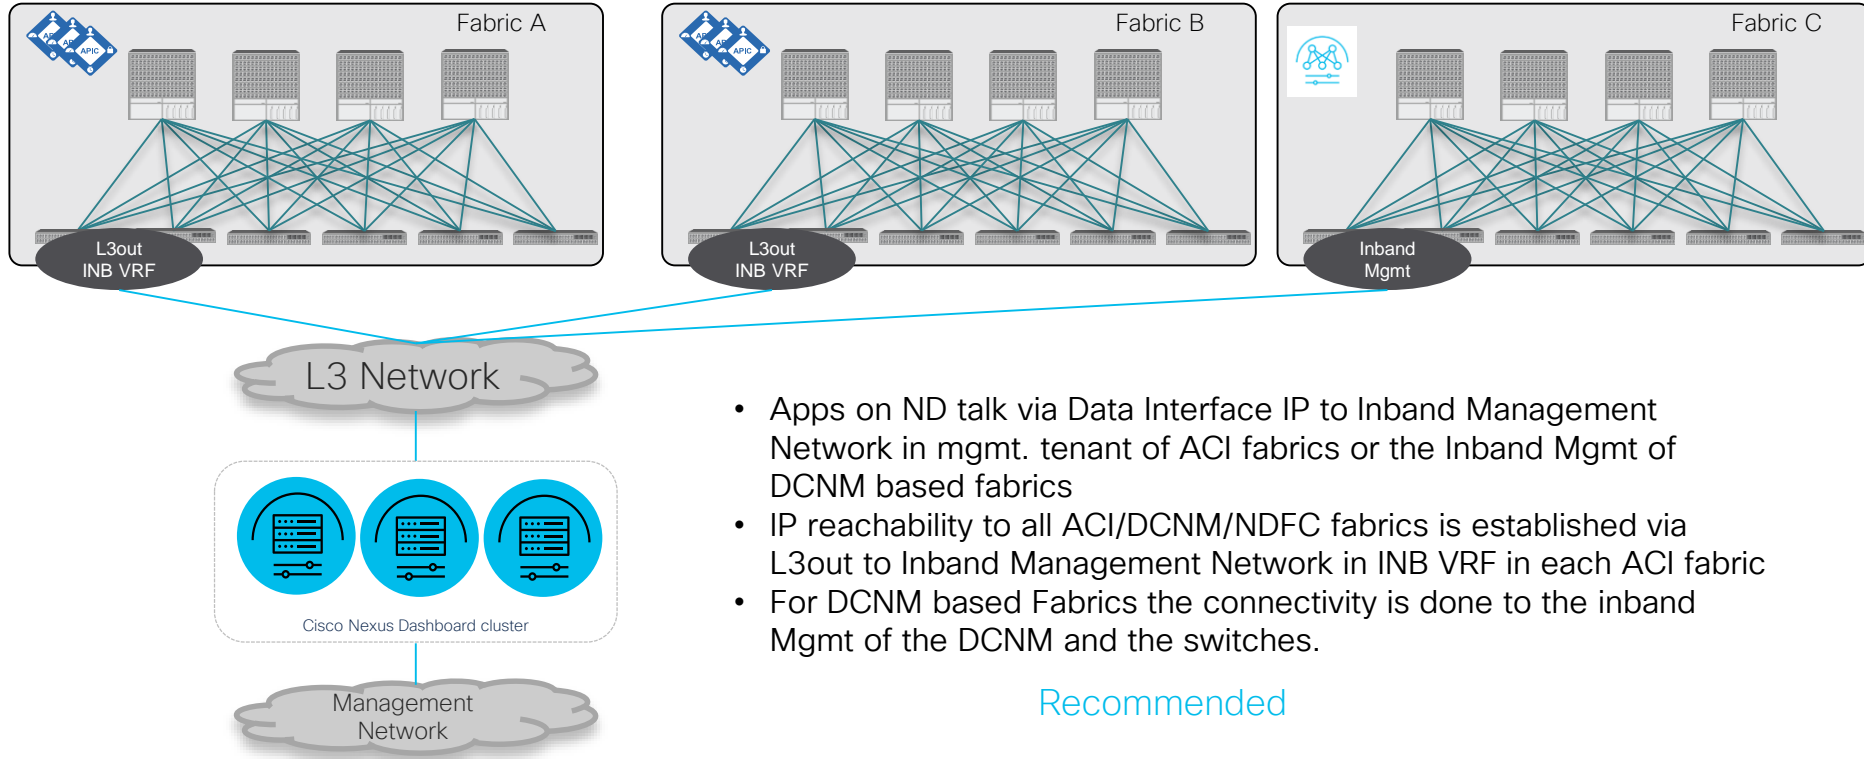 Fabric A
Fabric B
Fabric C
APIC
APIC
L3out
INB VRF
L3out
INB VRF
Inband
Mgmt
L3 Network
• Apps on ND talk via Data Interface IP to Inband Management
Network in mgmt. tenant of ACI fabrics or the Inband Mgmt of
DCNM based fabrics
• IP reachability to all ACI/DCNM/NDFC fabrics is established via
L3out to Inband Management Network in INB VRF in each ACI fabric
• For DCNM based Fabrics the connectivity is done to the inband
Mgmt of the DCNM and the switches.
Cisco Nexus Dashboard cluster
Management
Network
Recommended